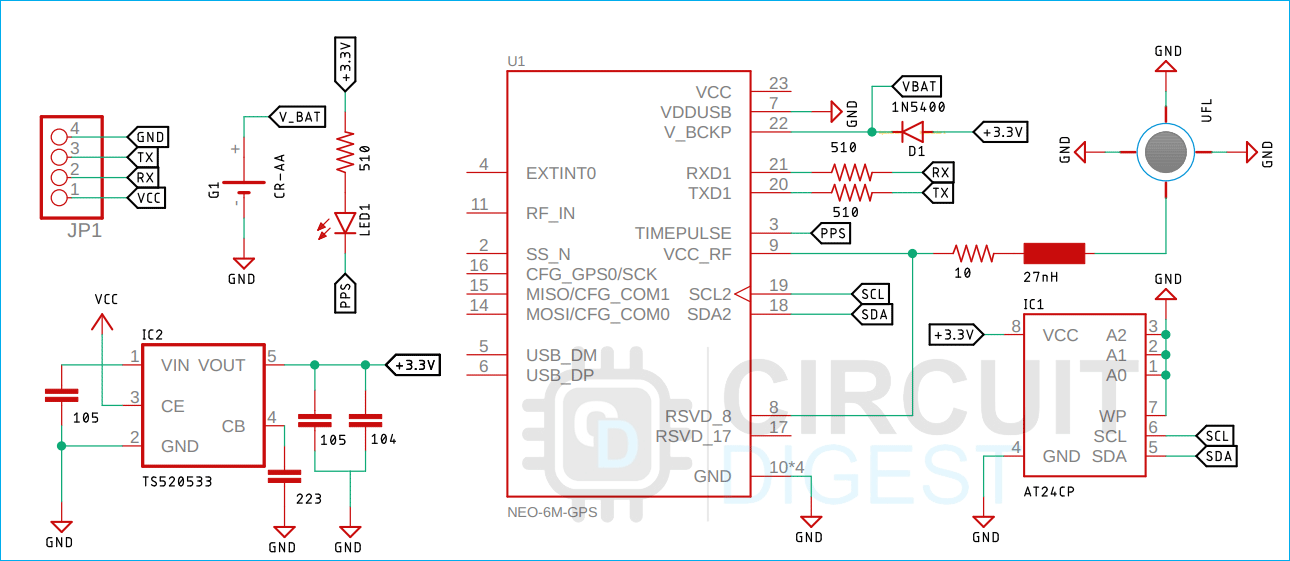 JP1
4
3
2
1
GND
TX
RX
VCC
V_BAT
+
-
G1
CR-AA
GND
+3.3V
510
LED1
PPS
VCC
IC2
1
VIN
VOUT
5
3
CE
CB
4
2
GND
TS520533
105
GND
+3.3V
105
104
223
GND
GND
U1
VCC
23
VDDUSB
7
GND
V_BCKP
22
VBAT
1N5400
D1
+3.3V
4
EXTINT0
RXD1
21
510
RX
TXD1
20
510
TX
11
RF_IN
TIMEPULSE
3
PPS
2
SS_N
VCC_RF
9
10
27nH
16
CFG_GPS0/SCK
15
MISO/CFG_COM1
SCL2
19
SCL
14
MOSI/CFG_COM0
SDA2
18
SDA
5
USB_DM
6
USB_DP
RSVD_8
8
RSVD_17
17
GND
10*4
GND
NEO-6M-GPS
GND
GND
UFL
GND
GND
IC1
+3.3V
8
VCC
A2
3
A1
2
A0
1
WP
7
SCL
6
SCL
4
GND
SDA
5
SDA
AT24CP
GND
CD
CIRCUIT
DIGEST